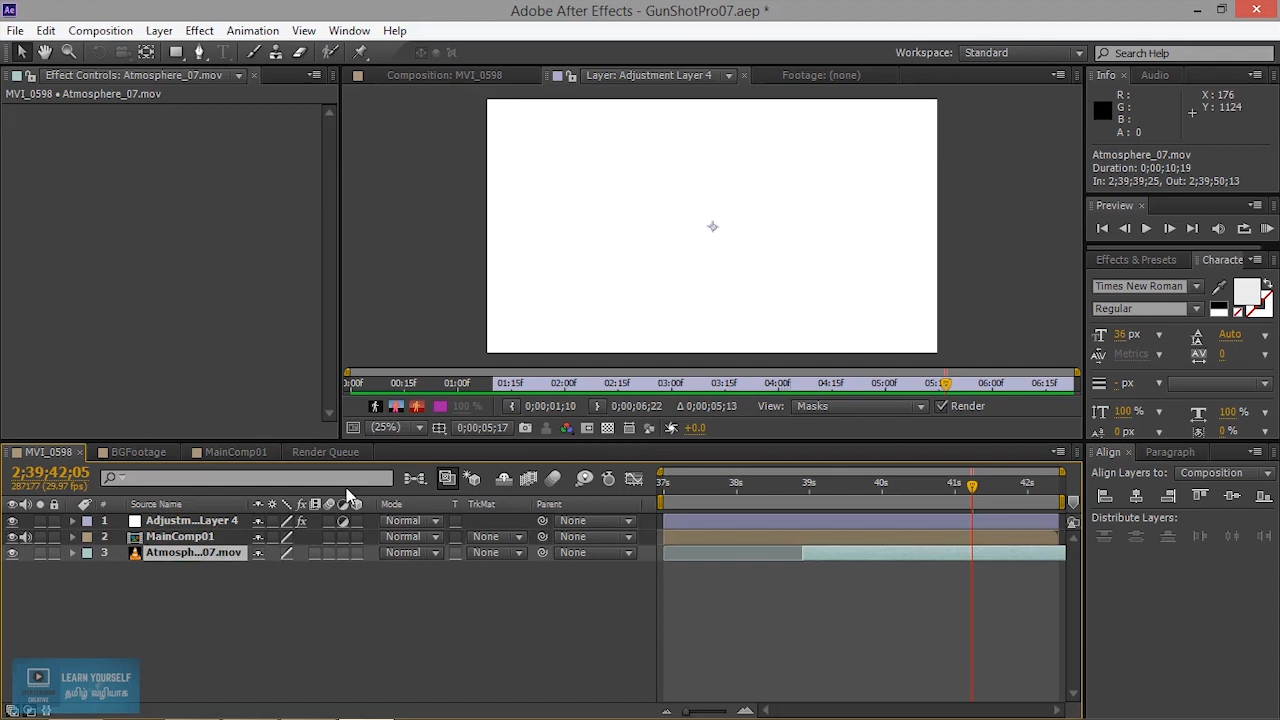 Ae Adobe After Effects - GunShotPro07.aep *
File Edit Composition Layer Effect Animation View Window Help
Workspace: Standard Search Help
Effect Controls: Atmosphere_07.mov
MVI_0598 • Atmosphere_07.mov
Composition: MVI_0598 Layer: Adjustment Layer 4 Footage: (none)
Info Audio
R: X: 176
G: Y: 1124
B:
A: 0
Atmosphere_07.mov
Duration: 0;00;10;19
In: 2;39;39;25, Out: 2;39;50;13
Preview
Effects & Presets Characte
Times New Roman
Regular
36 px Auto
Metrics 0
- px
100 % 100 %
0 px 0 %
0:00f 00:15f 01:00f 01:15f 02:00f 02:15f 03:00f 03:15f 04:00f 04:15f 05:00f 05:1 06:00f 06:15f
100 % 0;00;01;10 0;00;06;22 Δ 0;00;05;13 View: Masks Render
(25%) 0;00;05;17 +0.0
MVI_0598 BGFootage MainComp01 Render Queue
2;39;42;05
287177 (29.97 fps)
37s 38s 39s 40s 41s 42s
# Source Name Mode T TrkMat Parent
1 Adjustm...Layer 4 fx Normal None
2 MainComp01 Normal None None
3 Atmosph...07.mov Normal None None
Align Paragraph
Align Layers to: Composition
Distribute Layers:
LEARN YOURSELF
தமிழ் வழியாக
CREATIVE